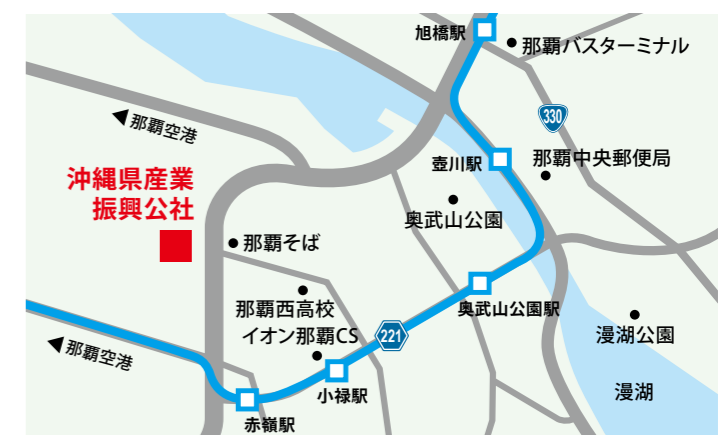 旭橋駅
那覇バスターミナル
330
那覇空港
壺川駅
那覇中央郵便局
沖縄県産業
振興公社
奥武山公園
那覇そば
那覇西高校
奥武山公園駅
イオン那覇CS
221
漫湖公園
那覇空港
小禄駅
漫湖
赤嶺駅